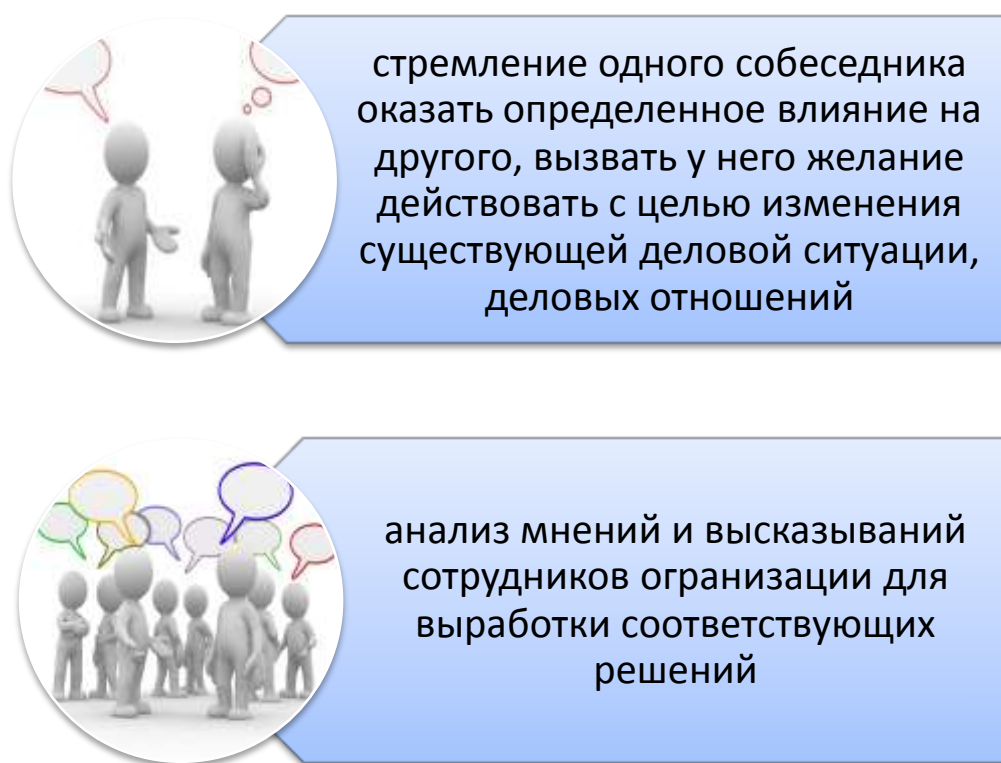 стремление одного собеседника
оказать определенное влияние на
другого, вызвать у него желание
действовать с целью изменения
существующей деловой ситуации,
деловых отношений
анализ мнений и высказываний
сотрудников огранизации для
выработки соответствующих
решений